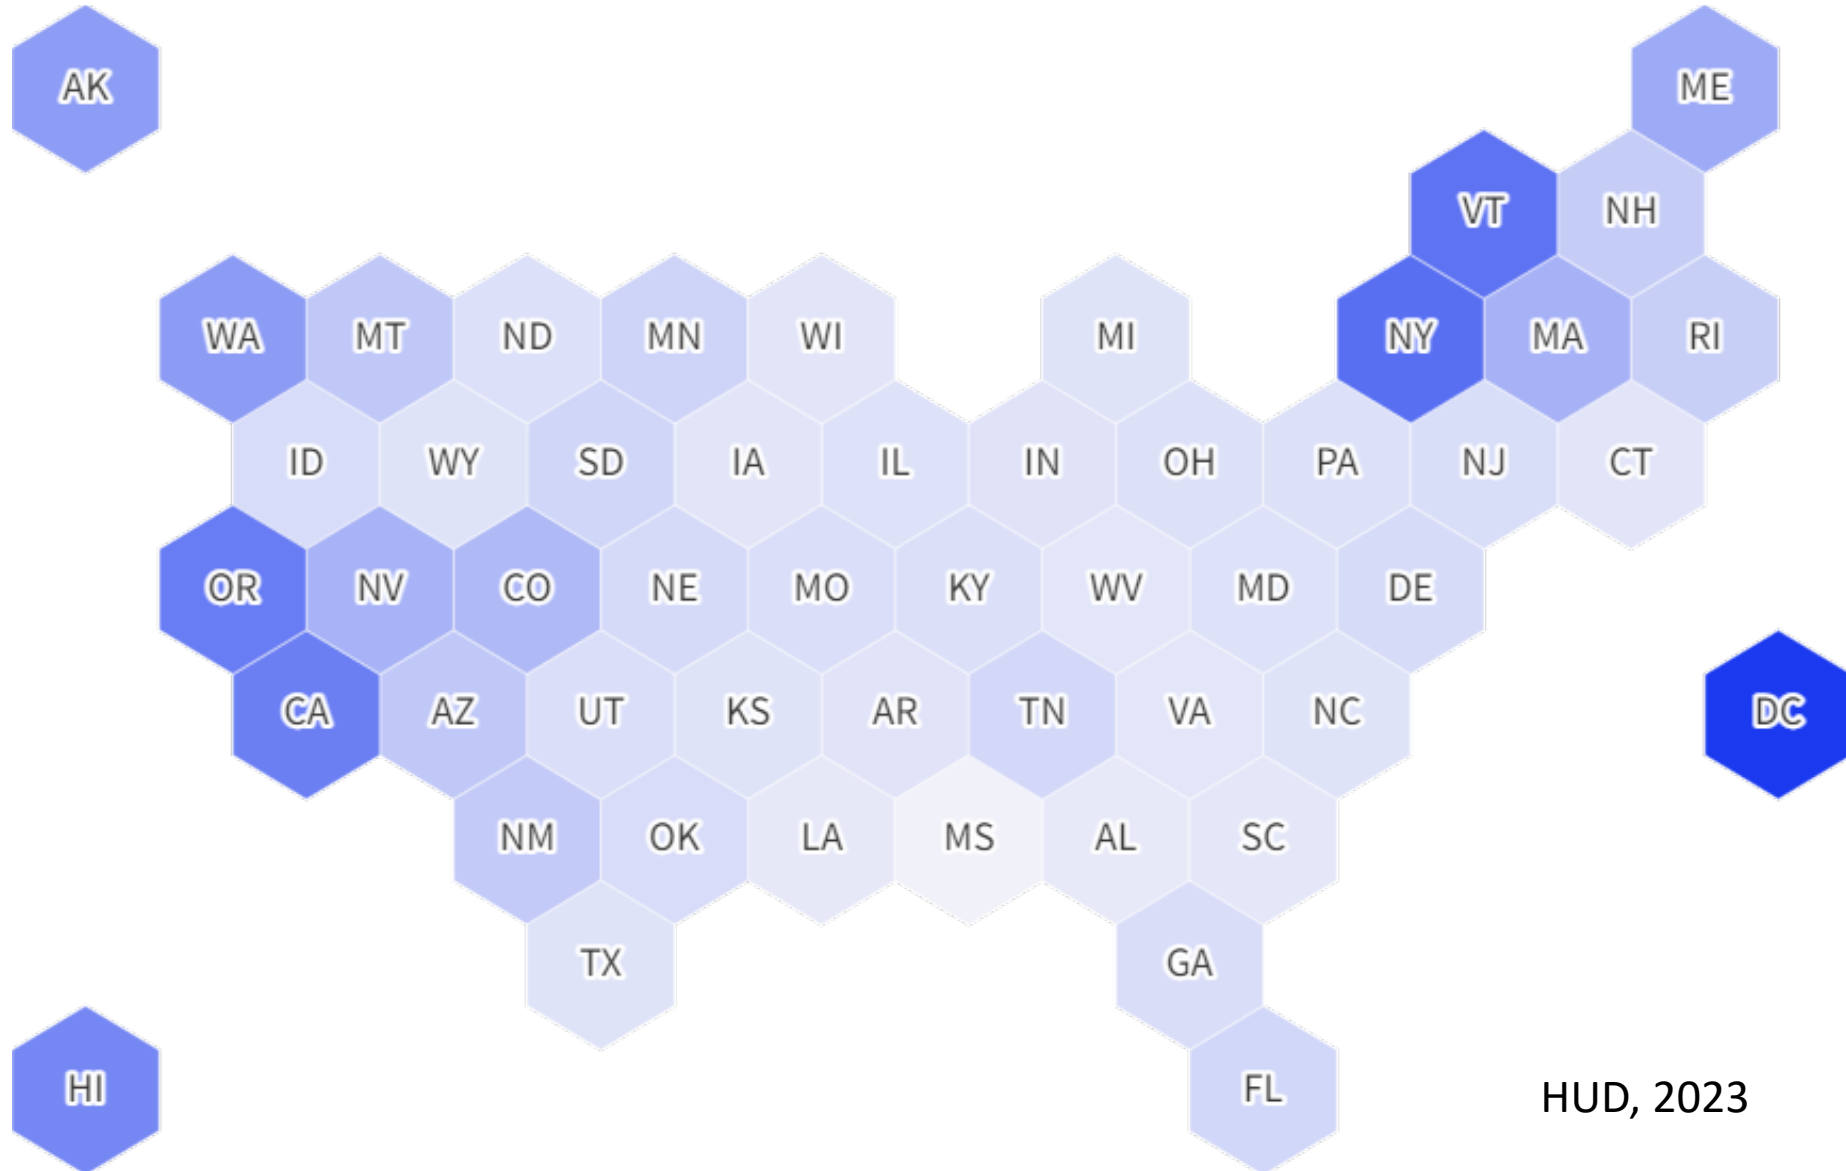 AK
ME
VT
NH
WA
MT
ND
MN
WI
MI
NY
MA
RI
ID
WY
SD
IA
IL
IN
OH
PA
NJ
CT
OR
NV
CO
NE
MO
KY
WV
MD
DE
CA
AZ
UT
KS
AR
TN
VA
NC
DC
NM
OK
LA
MS
AL
SC
TX
GA
HI
FL
HUD, 2023